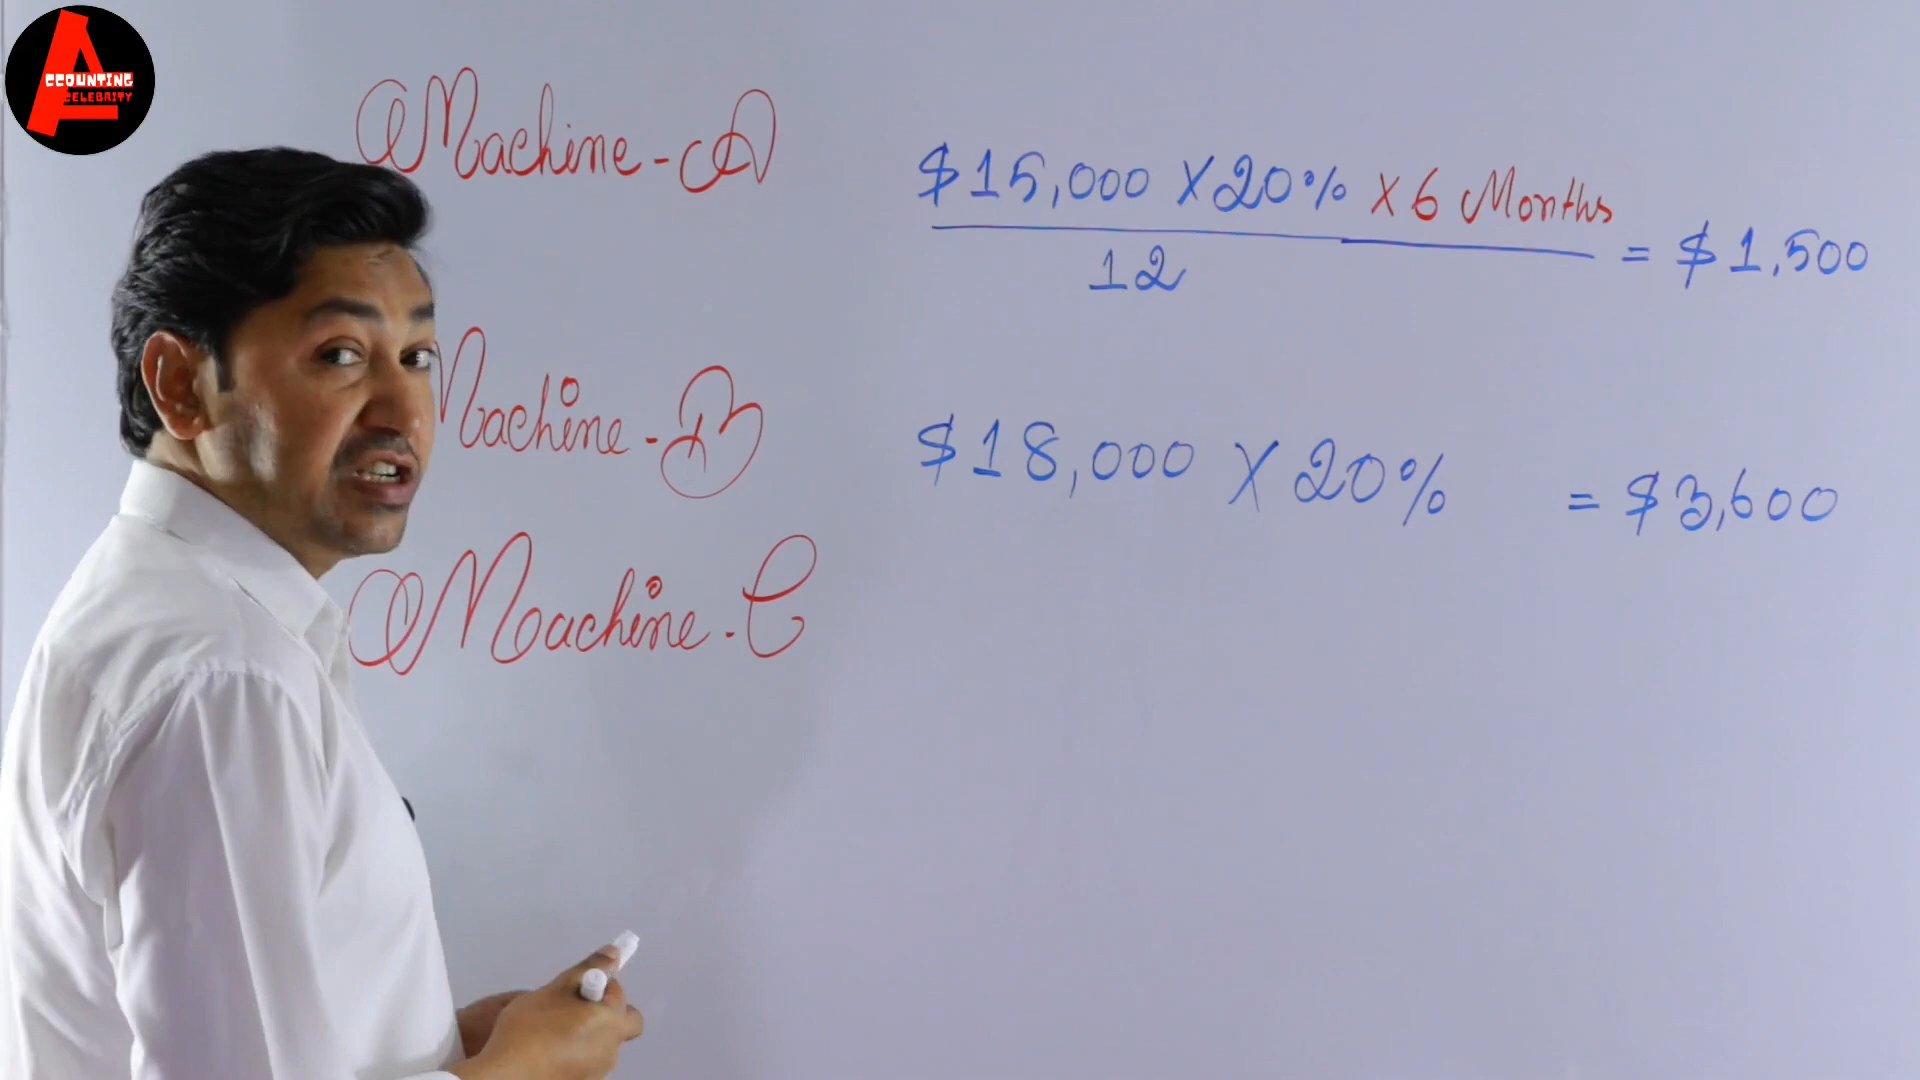 ACCOUNTING
CELEBRITY
Machine-A
$15,000 X 20% X 6 Months
12
= $1,500
Machine-B
$18,000 X 20% = $3,600
Machine-C